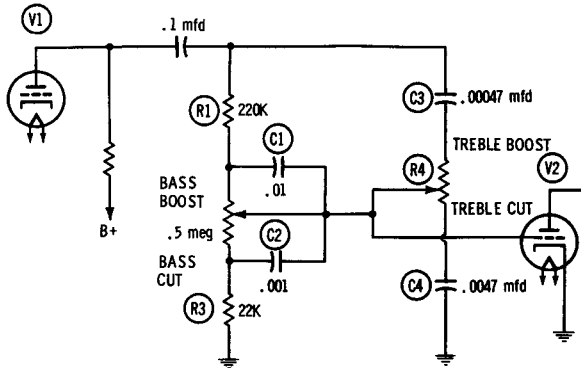 V1
.1 mfd
R1
220K
C1
.01
BASS
BOOST
.5 meg
C2
BASS
CUT
.001
R3
22K
B+
C3
.00047 mfd
TREBLE BOOST
R4
TREBLE CUT
V2
C4
.0047 mfd